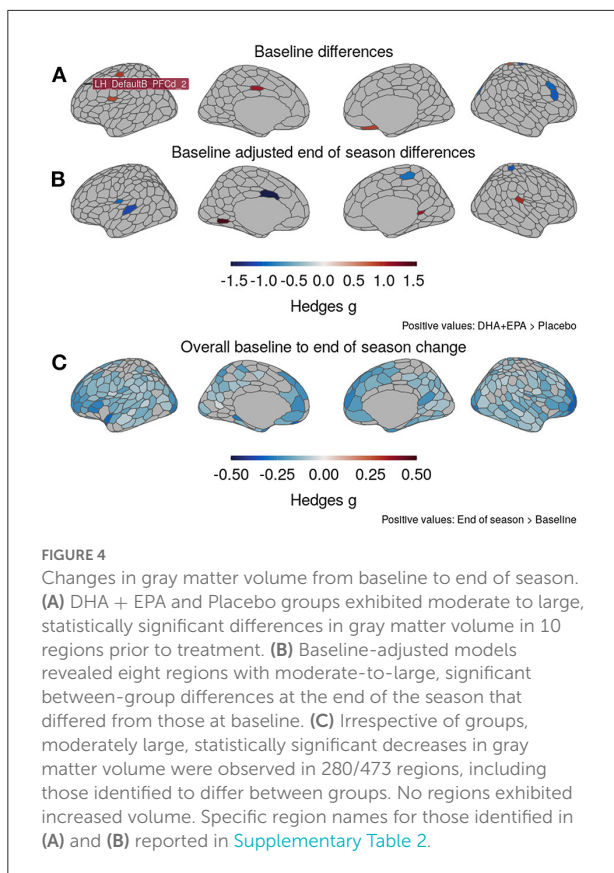 Baseline differences
A
LH_DefaultB_PFCd_2
Baseline adjusted end of season differences
B
-1.5 -1.0 -0.5 0.0 0.5 1.0 1.5
Hedges g
Positive values: DHA+EPA > Placebo
Overall baseline to end of season change
C
-0.50 -0.25 0.00 0.25 0.50
Hedges g
Positive values: End of season > Baseline
FIGURE 4
Changes in gray matter volume from baseline to end of season.
(A) DHA + EPA and Placebo groups exhibited moderate to large,
statistically significant differences in gray matter volume in 10
regions prior to treatment. (B) Baseline-adjusted models
revealed eight regions with moderate-to-large, significant
between-group differences at the end of the season that
differed from those at baseline. (C) Irrespective of groups,
moderately large, statistically significant decreases in gray
matter volume were observed in 280/473 regions, including
those identified to differ between groups. No regions exhibited
increased volume. Specific region names for those identified in
(A) and (B) reported in Supplementary Table 2.